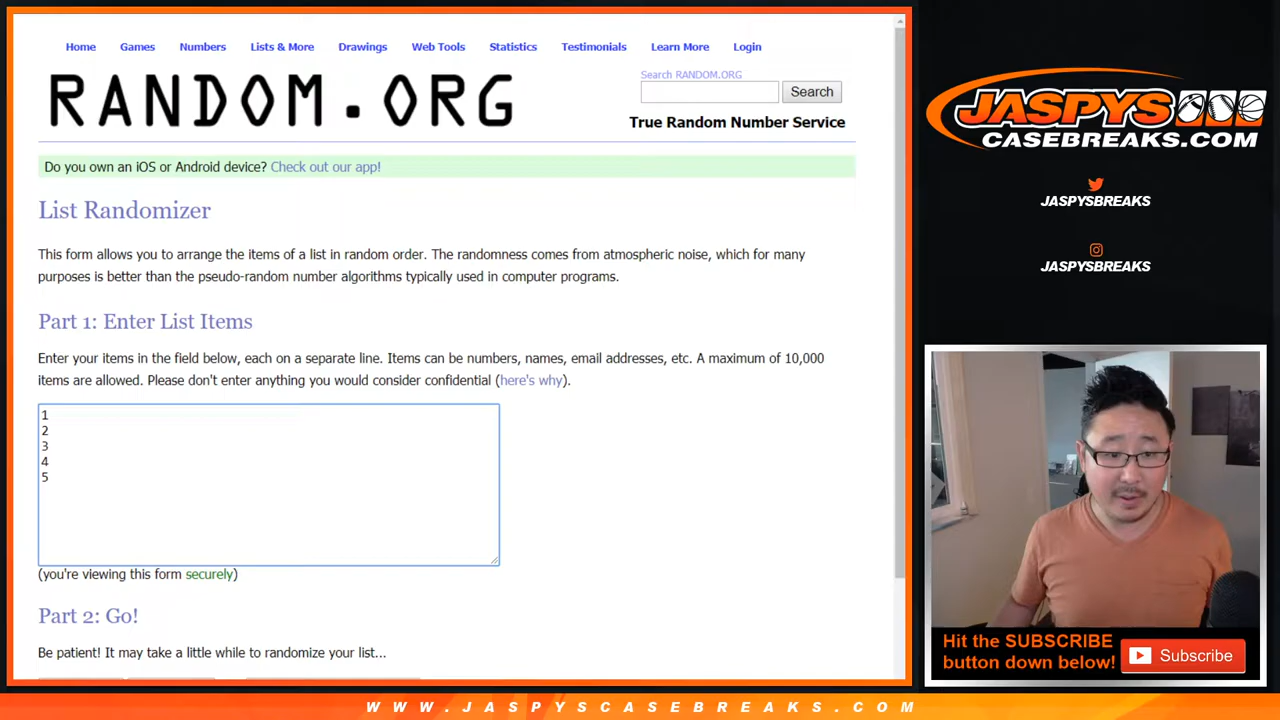 Home Games Numbers Lists & More Drawings Web Tools Statistics Testimonials Learn More Login
RANDOM.ORG
Search RANDOM.ORG
Search
True Random Number Service
Do you own an iOS or Android device? Check out our app!
List Randomizer
This form allows you to arrange the items of a list in random order. The randomness comes from atmospheric noise, which for many
purposes is better than the pseudo-random number algorithms typically used in computer programs.
Part 1: Enter List Items
Enter your items in the field below, each on a separate line. Items can be numbers, names, email addresses, etc. A maximum of 10,000
items are allowed. Please don't enter anything you would consider confidential (here's why).
1
2
3
4
5
(you're viewing this form securely)
Part 2: Go!
Be patient! It may take a little while to randomize your list...
JASPYS
CASEBREAKS.COM
JASPYSBREAKS
JASPYSBREAKS
Hit the SUBSCRIBE
button down below!
Subscribe
WWW.JASPYSCASEBREAKS.COM